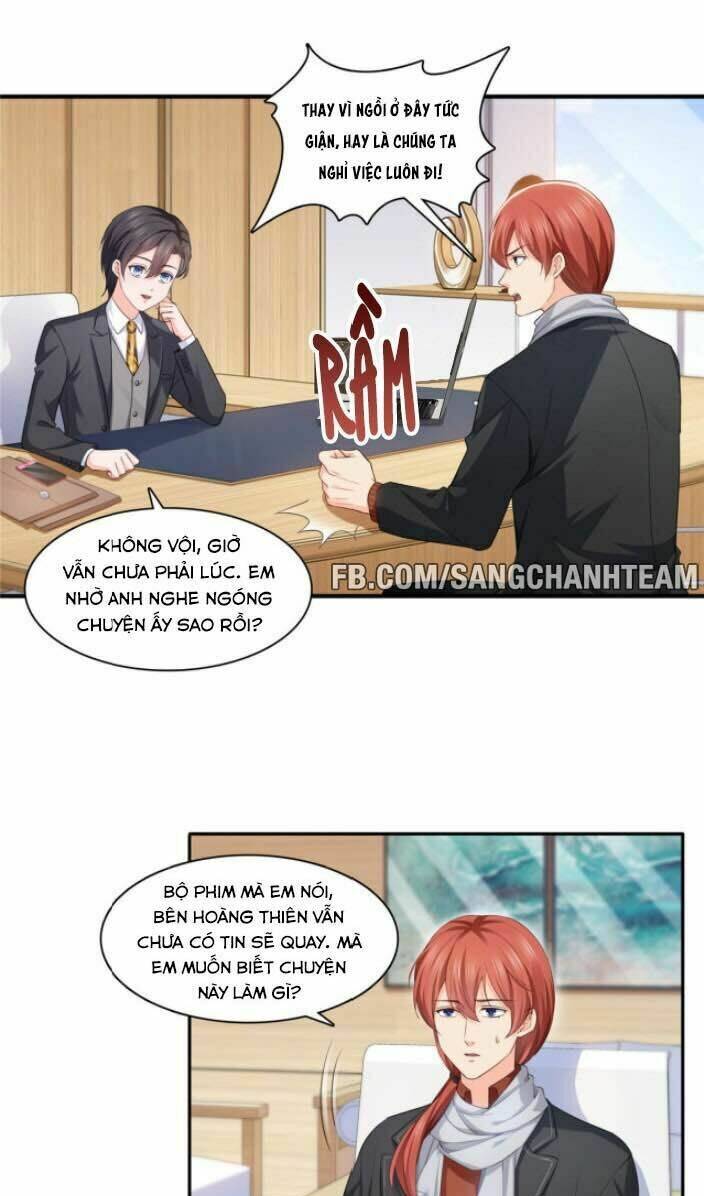 THAY VÌ NGỒI Ở ĐÂY TỨC
GIẬN, HAY LÀ CHÚNG TA
NGHỈ VIỆC LUÔN ĐI!
RẦM
KHÔNG VỘI, GIỜ
VẪN CHƯA PHẢI LÚC. EM
NHỜ ANH NGHE NGÓNG
CHUYỆN ẤY SAO RỒI?
FB.COM/SANGCHANHTEAM
BỘ PHIM MÀ EM NÓI,
BÊN HOÀNG THIÊN VẪN
CHƯA CÓ TIN SẼ QUAY. MÀ
EM MUỐN BIẾT CHUYỆN
NÀY LÀM GÌ?